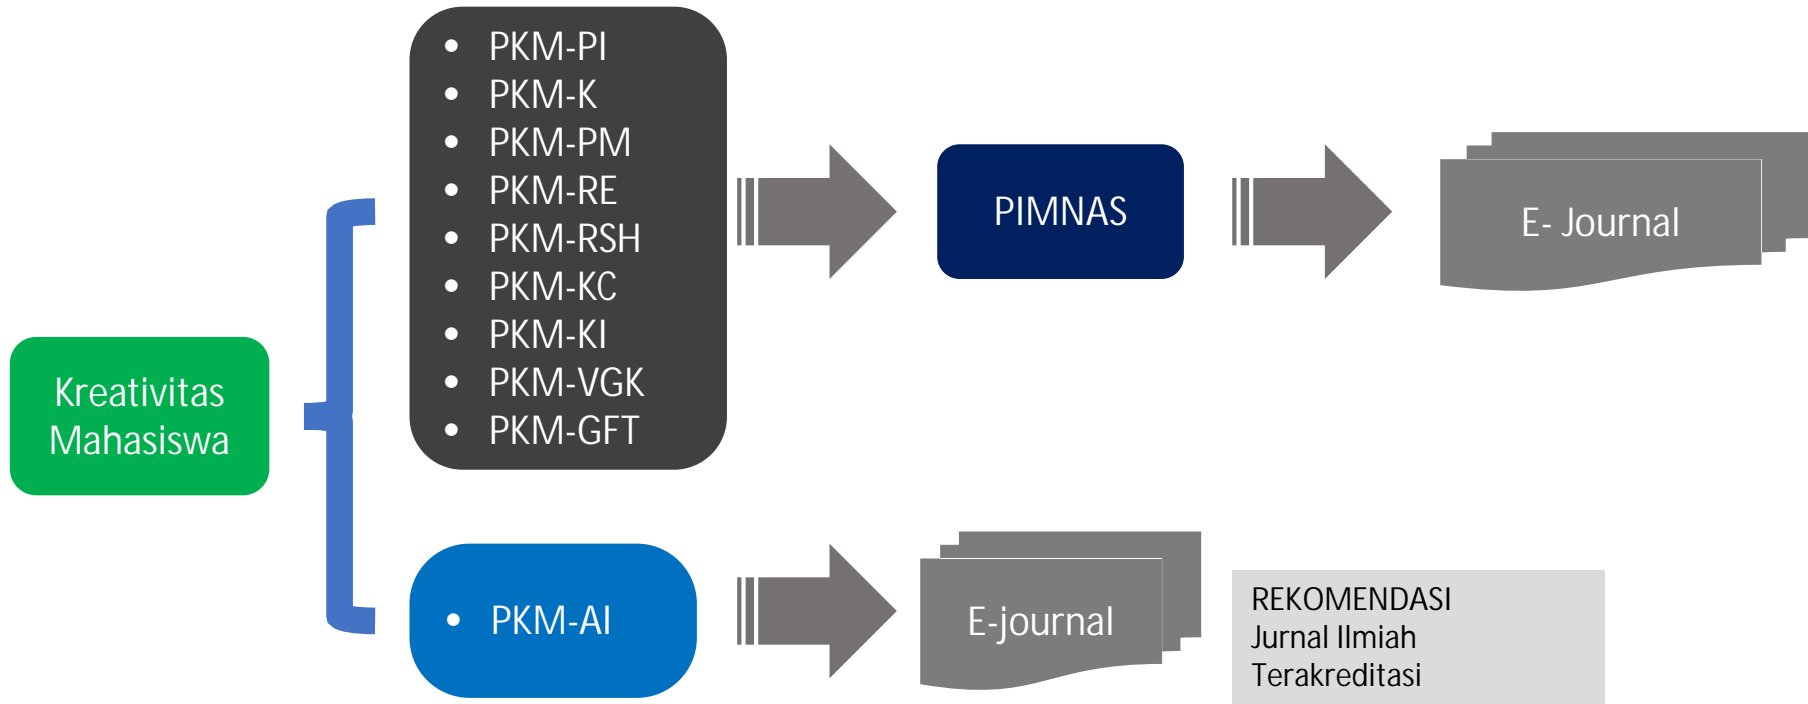 Kreativitas
Mahasiswa
• PKM-PI
• PKM-K
• PKM-PM
• PKM-RE
• PKM-RSH
• PKM-KC
• PKM-KI
• PKM-VGK
• PKM-GFT
PIMNAS
E- Journal
• PKM-AI
E-journal
REKOMENDASI
Jurnal Ilmiah
Terakreditasi